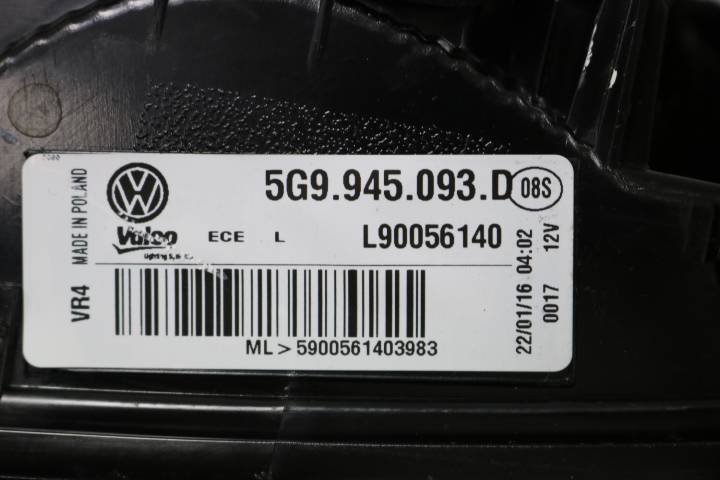 MADE IN POLAND
VR4
5G9.945.093.D 08S
Valeo ECE L L90056140
ML>5900561403983
22/01/16 04:02
0017 12V